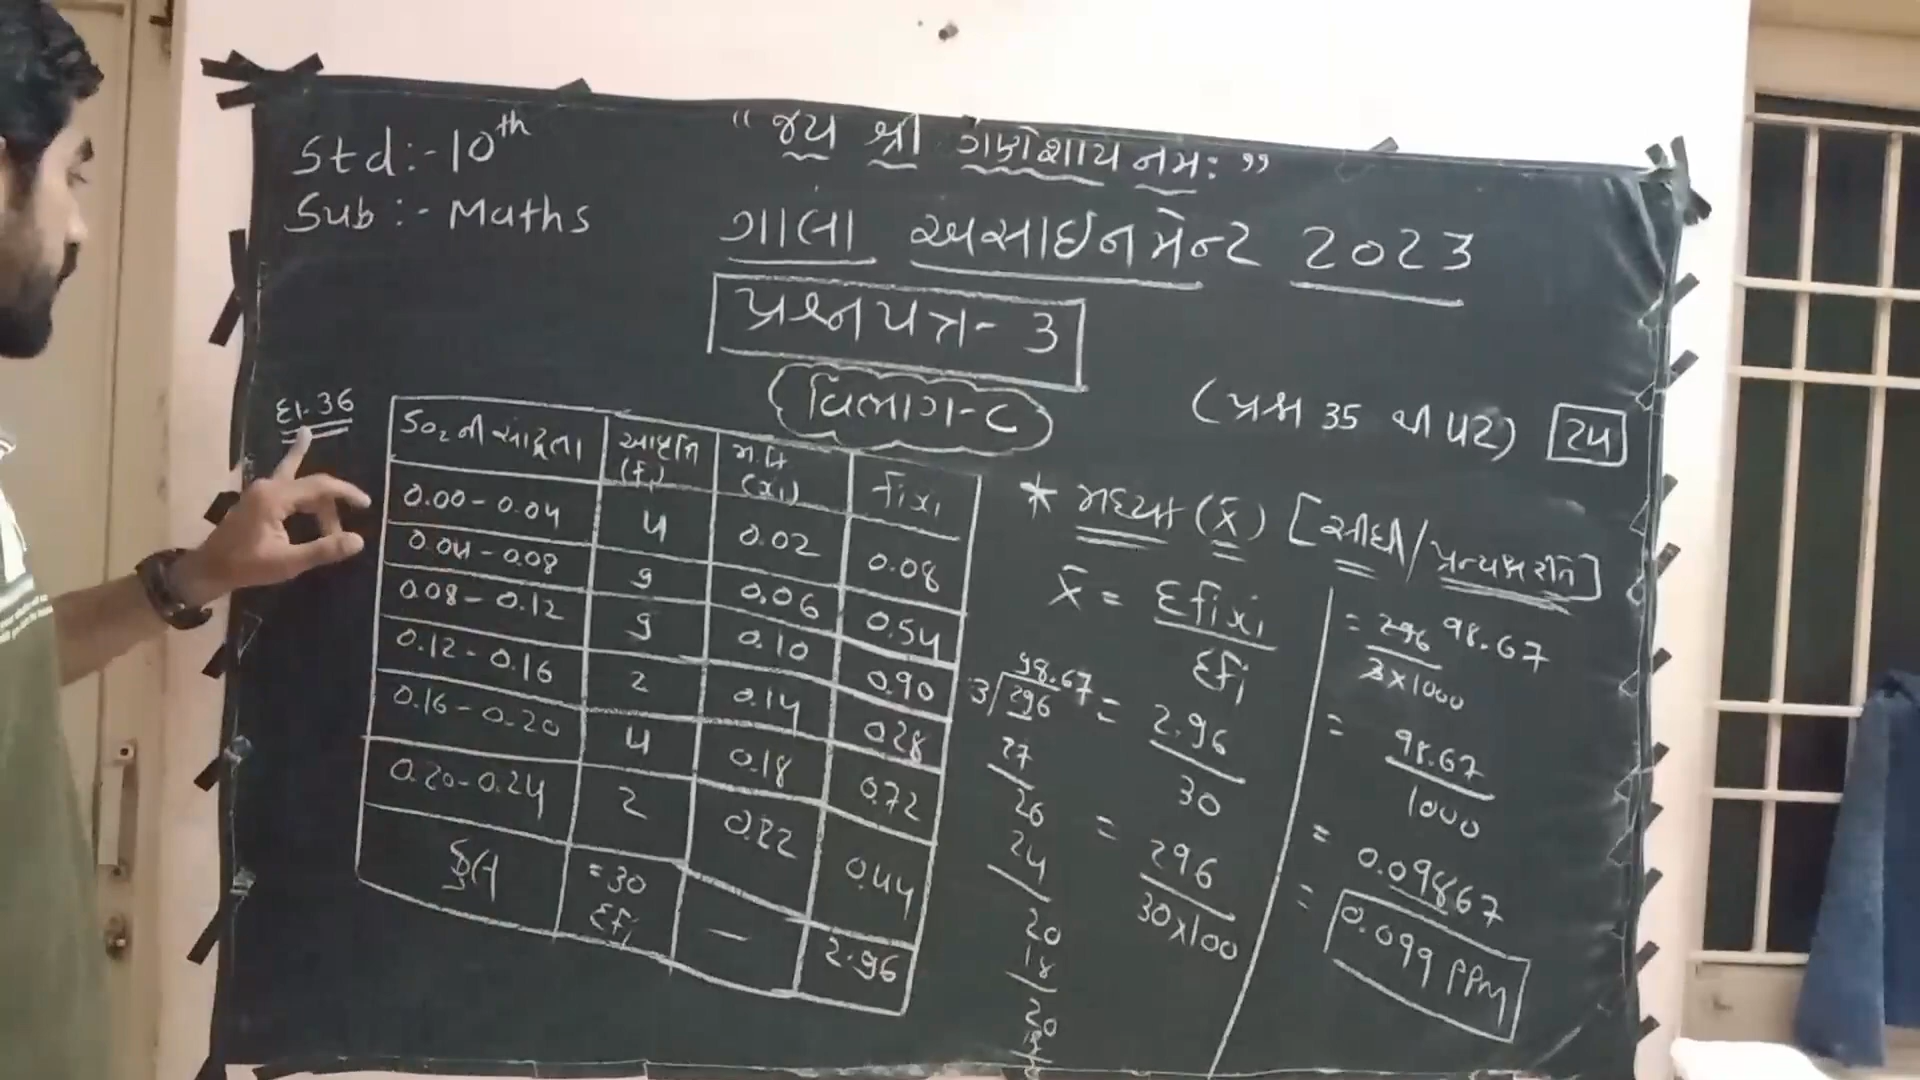 Std:-10th
Sub:- Maths
“જય શ્રી ગણેશાય નમ:”
ગાલા અસાઇનમેન્ટ 2023
પ્રશ્નપત્ર- 3
વિભાગ-C
(પ્રશ્ન 35 થી 42) 24
દા.36
SO2 ની સાંદ્રતા આવૃત્તિ (fi) મ.કિ (xi) fixi
0.00-0.04 4 0.02 0.08
0.04-0.08 9 0.06 0.54
0.08-0.12 9 0.10 0.90
0.12-0.16 2 0.14 0.28
0.16-0.20 4 0.18 0.72
0.20-0.24 2 0.22 0.44
કુલ =30 Σfi — 2.96
* મધ્યક (x̄) [સીધી/પ્રત્યક્ષ રીત]
x̄ = Σfixi / Σfi
= 2.96 / 30
= 296 / 30x100
98.67
3/296
27
26
24
20
18
20
18
2
= 296 98.67 / 3x1000
= 98.67 / 1000
= 0.09867
= 0.099 PPm